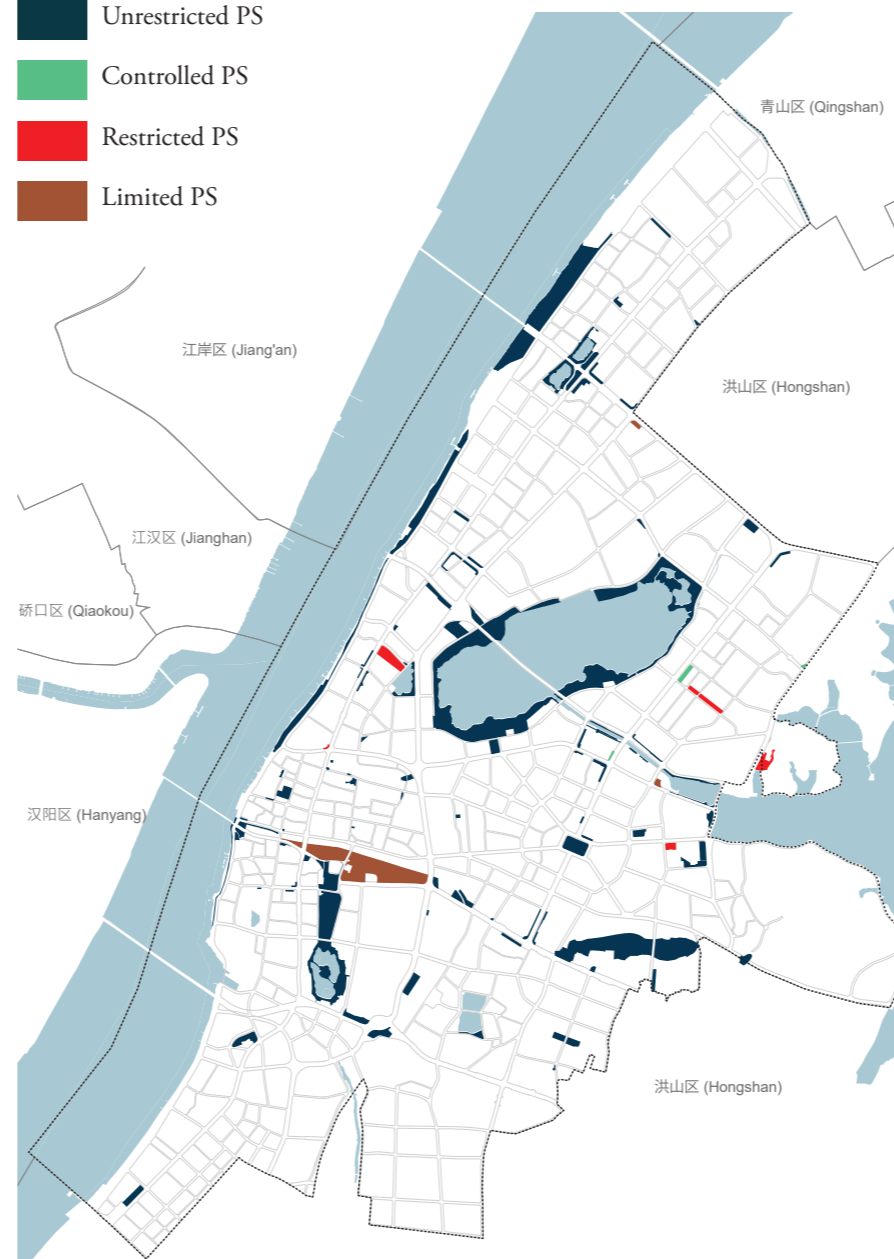 Unrestricted PS
Controlled PS
Restricted PS
Limited PS
青山区 (Qingshan)
江岸区 (Jiang'an)
洪山区 (Hongshan)
江汉区 (Jianghan)
硚口区 (Qiaokou)
汉阳区 (Hanyang)
洪山区 (Hongshan)